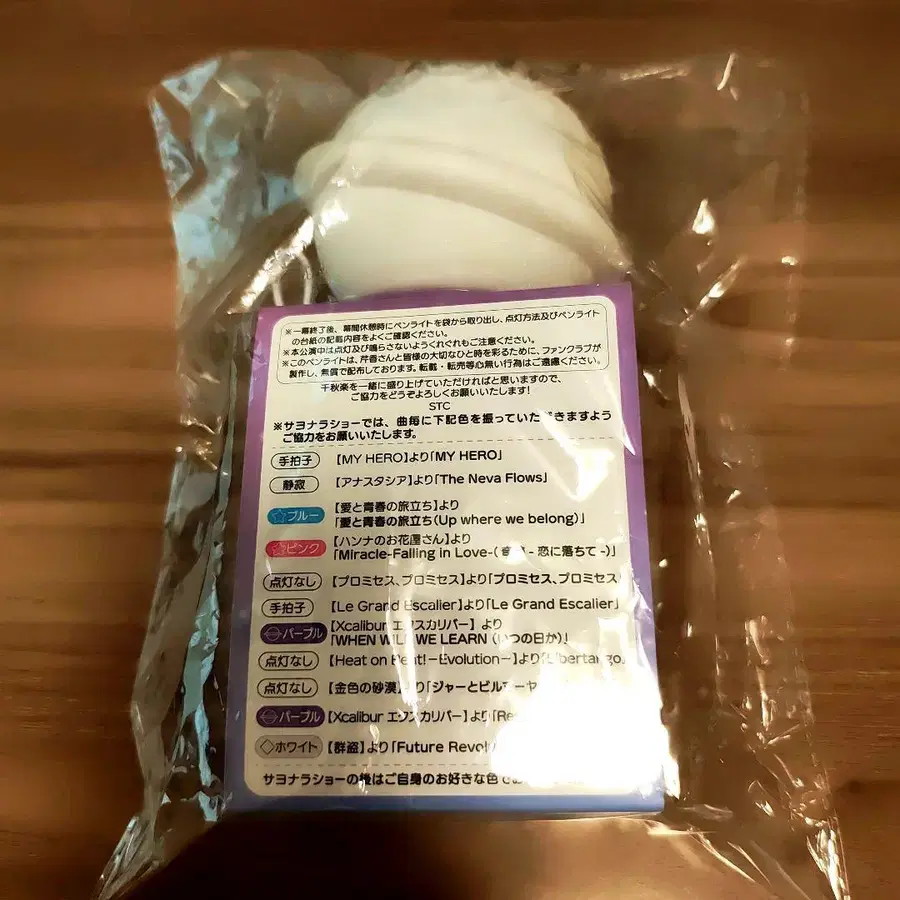 ※一幕終了後、幕間休憩時にペンライトを袋から取り出し、点灯方法及びペンライト
の台紙の記載内容をよくご確認ください。
※本公演中は点灯及び鳴らさないようくれぐれもご注意ください。
※このペンライトは、芹香さんと皆様の大切なひと時を彩るために、ファンクラブが
製作し、無償で配布しております。転載・転売等心無い行為はご遠慮ください。
千秋楽を一緒に盛り上げていただければと思いますので、
ご協力をどうぞよろしくお願いいたします!
STC
※サヨナラショーでは、曲毎に下記色を振っていただきますよう
ご協力をお願いいたします。
手拍子 【MY HERO】より「MY HERO」
静寂 【アナスタシア】より「The Neva Flows」
☆ブルー 【愛と青春の旅立ち】より
「愛と青春の旅立ち(Up where we belong)」
☆ピンク 【ハンナのお花屋さん】より
「Miracle-Falling in Love-( - 恋に落ちて -)」
点灯なし 【プロミセス、プロミセス】より「プロミセス、プロミセス
手拍子 【Le Grand Escalier】より「Le Grand Escalier」
パープル 【Xcalibur エクスカリバー】 より
「WHEN WILL WE LEARN (いつの日か)」
点灯なし 【Heat on Beat! -Evolution-】より「Libertango」
点灯なし 【金色の砂漠】より「ジャーとビルマーヤ
パープル 【Xcalibur エクスカリバー】より「Re
◇ホワイト 【群盗】より「Future Revol
サヨナラショーの後はご自身のお好きな色で